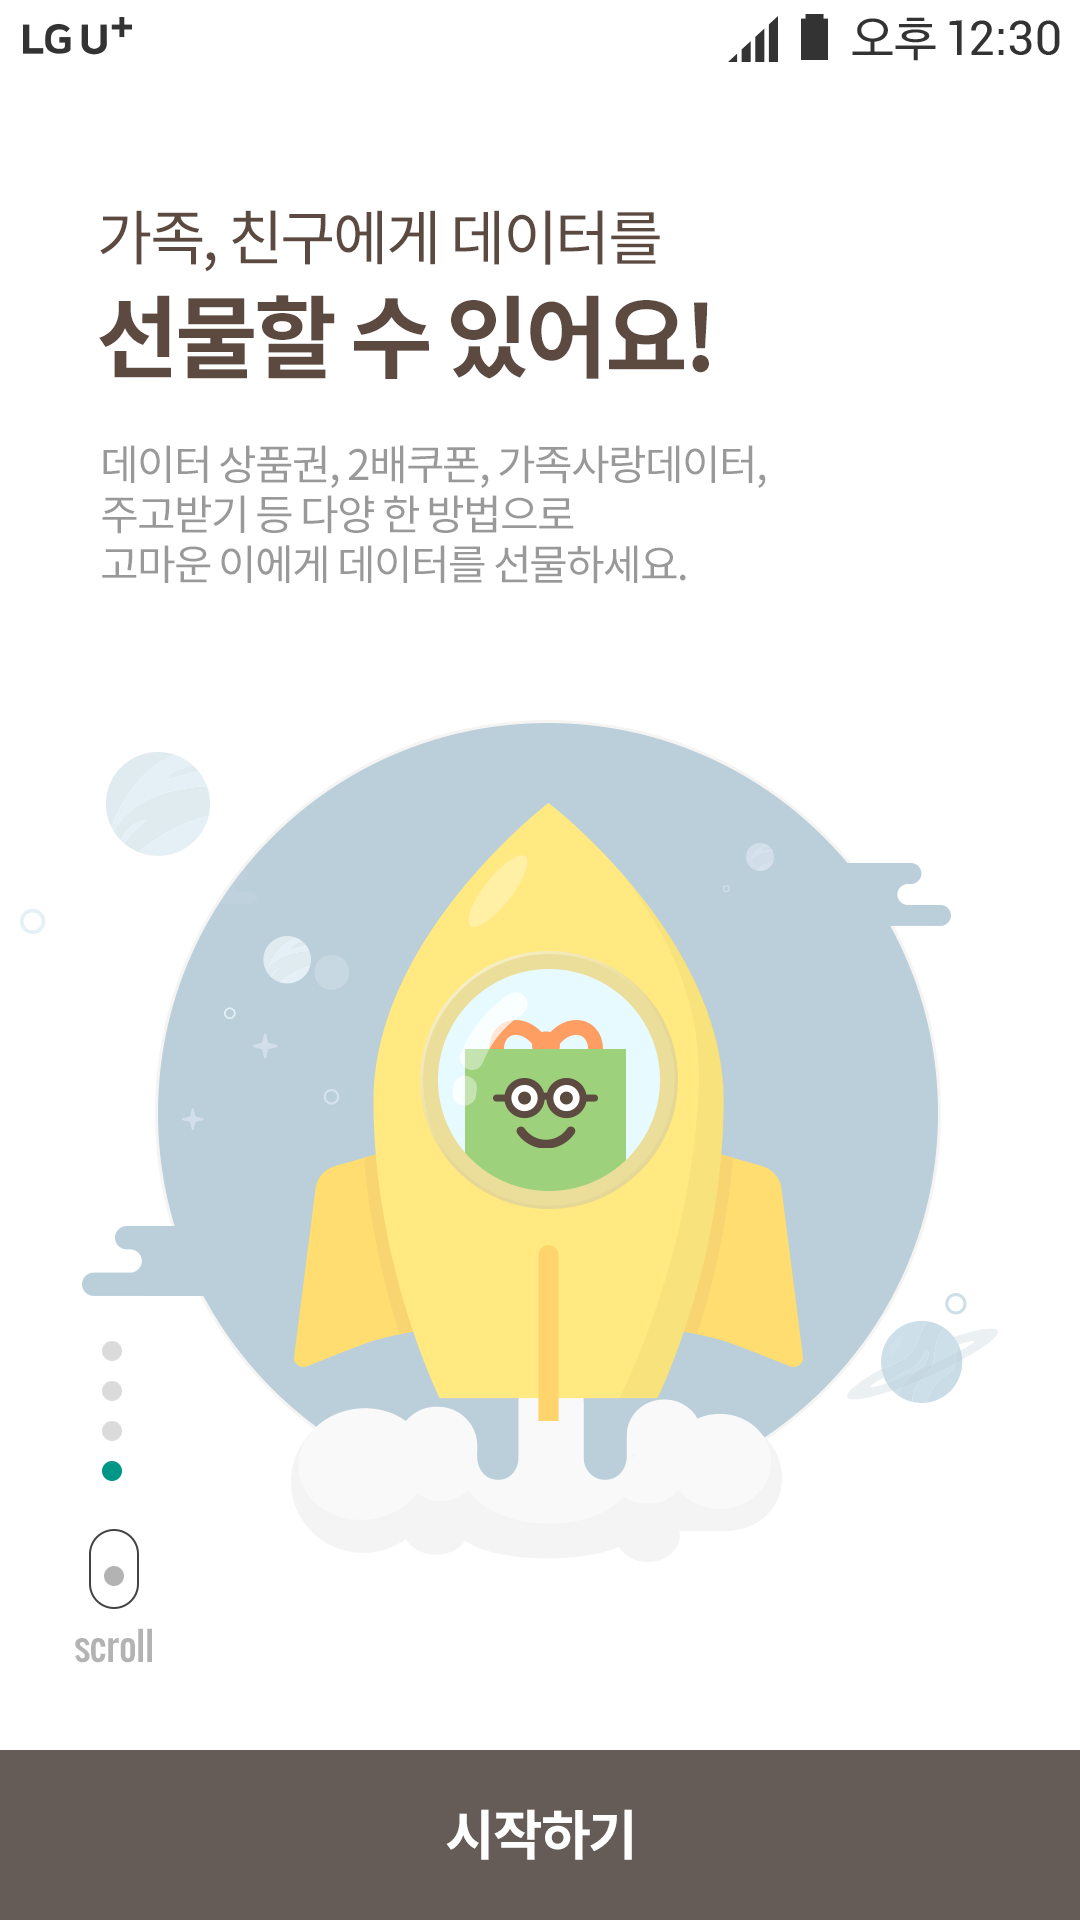 LG U+
오후 12:30
가족, 친구에게 데이터를
선물할 수 있어요!
데이터 상품권, 2배쿠폰, 가족사랑데이터,
주고받기 등 다양 한 방법으로
고마운 이에게 데이터를 선물하세요.
scroll
시작하기